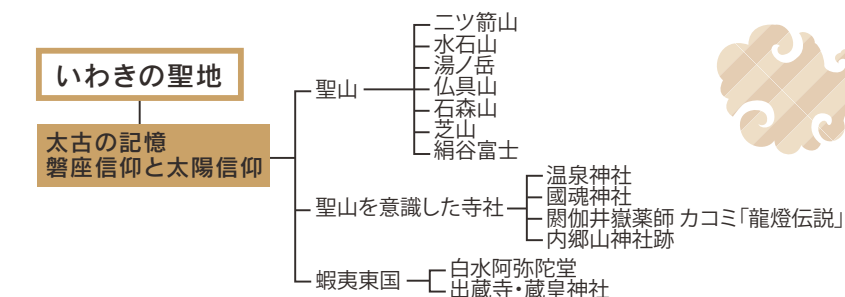 いわきの聖地
太古の記憶
磐座信仰と太陽信仰
聖山
二ツ箭山
水石山
湯ノ岳
仏具山
石森山
芝山
絹谷富士
聖山を意識した寺社
温泉神社
國魂神社
閼伽井嶽薬師 カコミ「龍燈伝説」
内郷山神社跡
蝦夷東国
白水阿弥陀堂
出蔵寺・蔵皇神社